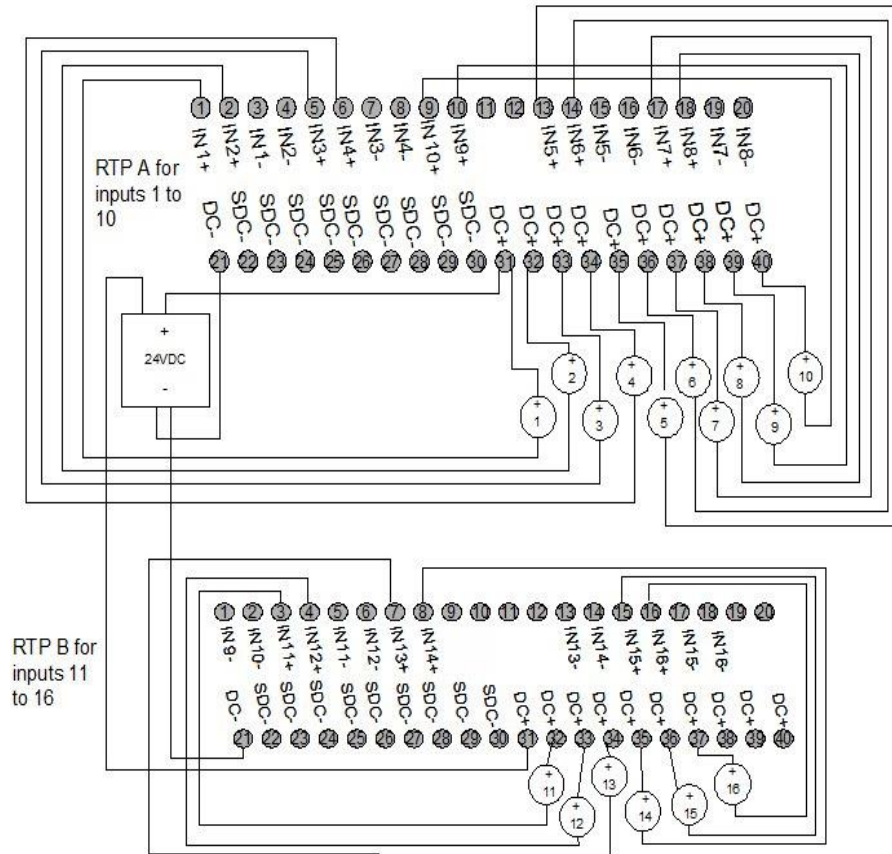 1 2 3 4 5 6 7 8 9 10 11 12 13 14 15 16 17 18 19 20
IN1+ IN2+ IN1- IN2- IN3+ IN4+ IN3- IN4- IN10+ IN9+ IN5+ IN6+ IN5- IN6- IN7+ IN8+ IN7- IN8-
RTP A for
inputs 1 to
10
DC- SDC- SDC- SDC- SDC- SDC- SDC- SDC- SDC- SDC- DC+ DC+ DC+ DC+ DC+ DC+ DC+ DC+ DC+ DC+
21 22 23 24 25 26 27 28 29 30 31 32 33 34 35 36 37 38 39 40
+
24VDC
-
+ 1
+ 2
+ 3
+ 4
+ 5
+ 6
+ 7
+ 8
+ 9
+ 10
1 2 3 4 5 6 7 8 9 10 11 12 13 14 15 16 17 18 19 20
IN9- IN10- IN11+ IN12+ IN11- IN12- IN13+ IN14+ IN13- IN14- IN15+ IN16+ IN15- IN16-
RTP B for
inputs 11
to 16
DC- SDC- SDC- SDC- SDC- SDC- SDC- SDC- SDC- SDC- DC+ DC+ DC+ DC+ DC+ DC+ DC+ DC+ DC+ DC+
21 22 23 24 25 26 27 28 29 30 31 32 33 34 35 36 37 38 39 40
+ 11
+ 12
+ 13
+ 14
+ 15
+ 16